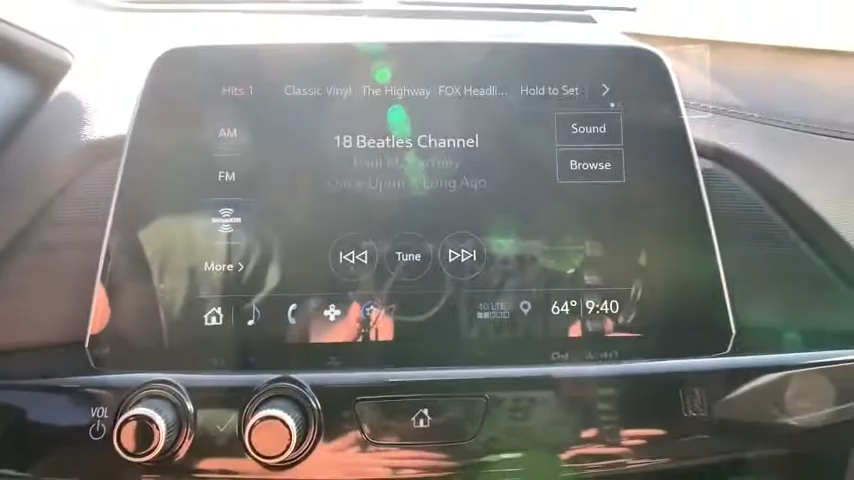 Hits 1 Classic Vinyl The Highway FOX Headli... Hold to Set
AM
18 Beatles Channel
Sound
Paul McCartney
Browse
FM
Once Upon a Long Ago
SiriusXM
More
Tune
4G LTE
64° 9:40
VOL